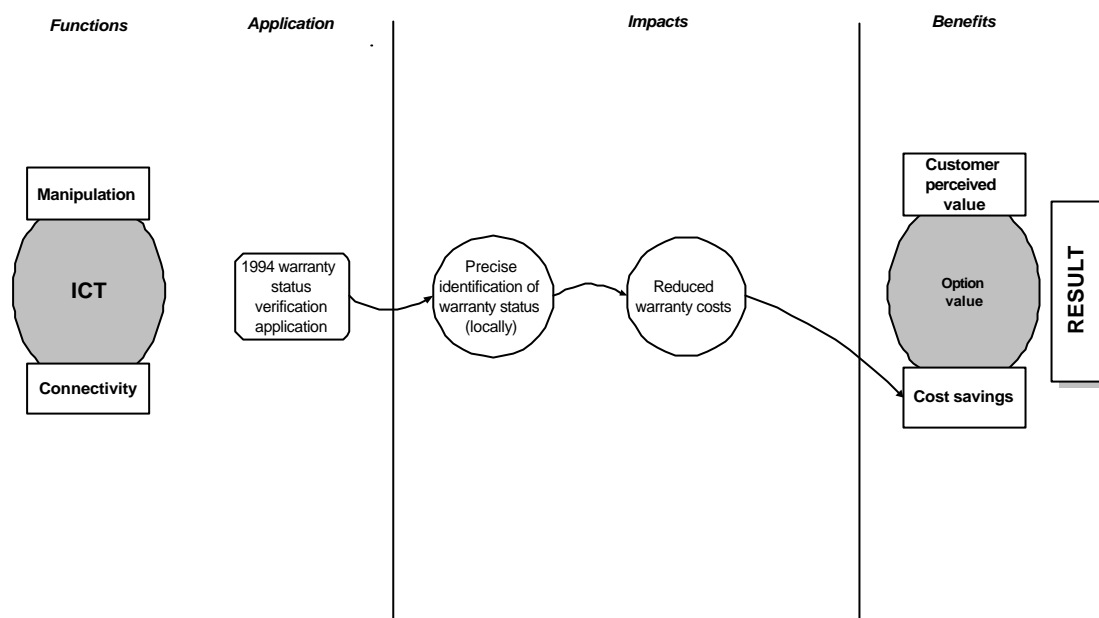 Functions
Application
Impacts
Benefits
.
Manipulation
ICT
Connectivity
1994 warranty
status
verification
application
Precise
identification of
warranty status
(locally)
Reduced
warranty costs
Customer
perceived
value
Option
value
Cost savings
RESULT